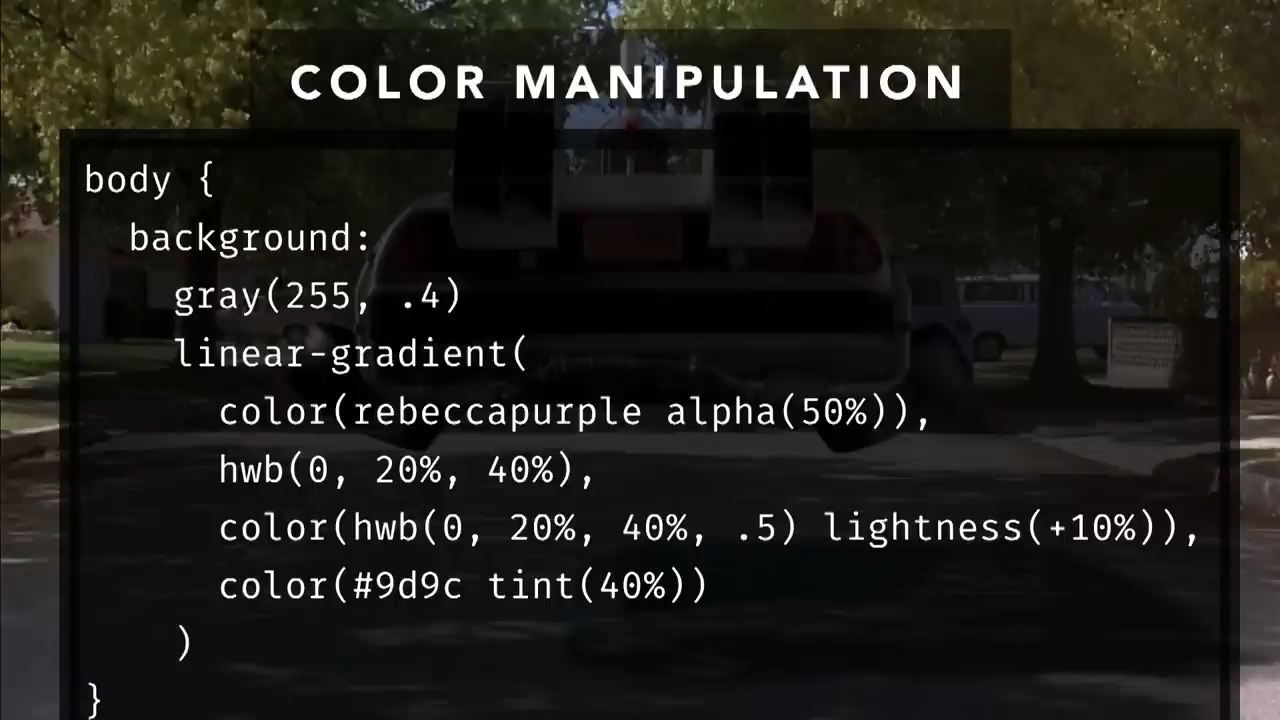 COLOR MANIPULATION
body {
background:
gray(255, .4)
linear-gradient(
color(rebeccapurple alpha(50%)),
hwb(0, 20%, 40%),
color(hwb(0, 20%, 40%, .5) lightness(+10%)),
color(#9d9c tint(40%))
)
}